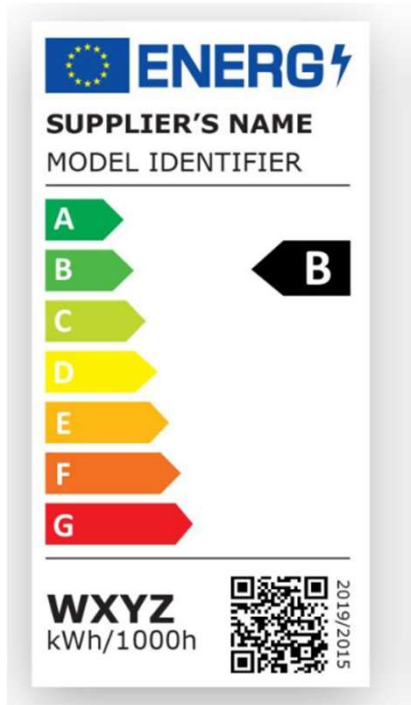 ENERG
SUPPLIER'S NAME
MODEL IDENTIFIER
A
B
B
C
D
E
F
G
WXYZ
kWh/1000h
2019/2015